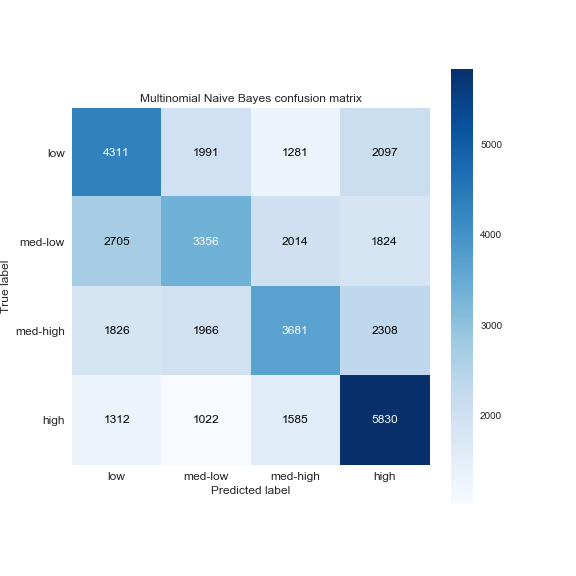 Multinomial Naive Bayes confusion matrix
True label
low 4311 1991 1281 2097
med-low 2705 3356 2014 1824
med-high 1826 1966 3681 2308
high 1312 1022 1585 5830
low med-low med-high high
Predicted label
5000
4000
3000
2000